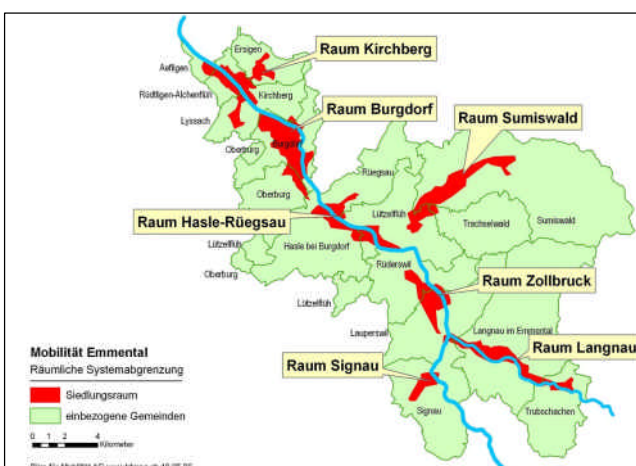 Raum Kirchberg
Ersigen
Aefligen
Rüdtligen-Alchenflüh
Kirchberg
Raum Burgdorf
Lyssach
Raum Sumiswald
Oberburg
Burgdorf
Rüegsau
Oberburg
Lützelflüh
Trachselwald
Sumiswald
Raum Hasle-Rüegsau
Lützelflüh
Hasle bei Burgdorf
Oberburg
Rüderswil
Raum Zollbrück
Lützelflüh
Lauperswil
Langnau im Emmental
Raum Langnau
Mobilität Emmental
Räumliche Systemabgrenzung
Raum Signau
Siedlungsraum
einbezogene Gemeinden
Signau
Trubschachen
0 1 2 4
Kilometer